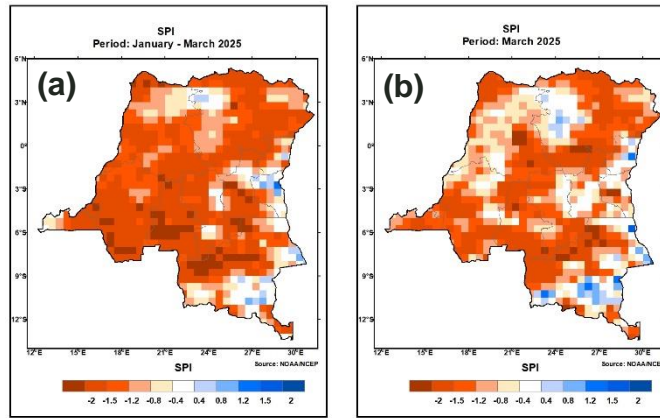 SPI
Period: January - March 2025
(a)
6°N
3°N
0°
3°S
6°S
9°S
12°S
12°E 15°E 18°E 21°E 24°E 27°E 30°E
SPI
Source: NOAA/NCEP
-2 -1.5 -1.2 -0.8 -0.4 0.4 0.8 1.2 1.5 2
SPI
Period: March 2025
(b)
6°N
3°N
0°
3°S
6°S
9°S
12°S
12°E 15°E 18°E 21°E 24°E 27°E 30°E
SPI
Source: NOAA/NCEP
-2 -1.5 -1.2 -0.8 -0.4 0.4 0.8 1.2 1.5 2